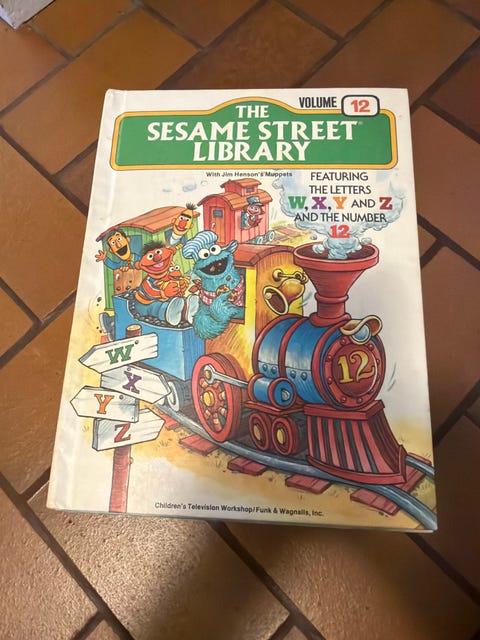 VOLUME 12
THE
SESAME STREET®
LIBRARY
With Jim Henson's Muppets
FEATURING
THE LETTERS
W, X, Y AND Z
AND THE NUMBER
12
12
W
X
Y
Z
Children's Television Workshop/Funk & Wagnalls, Inc.